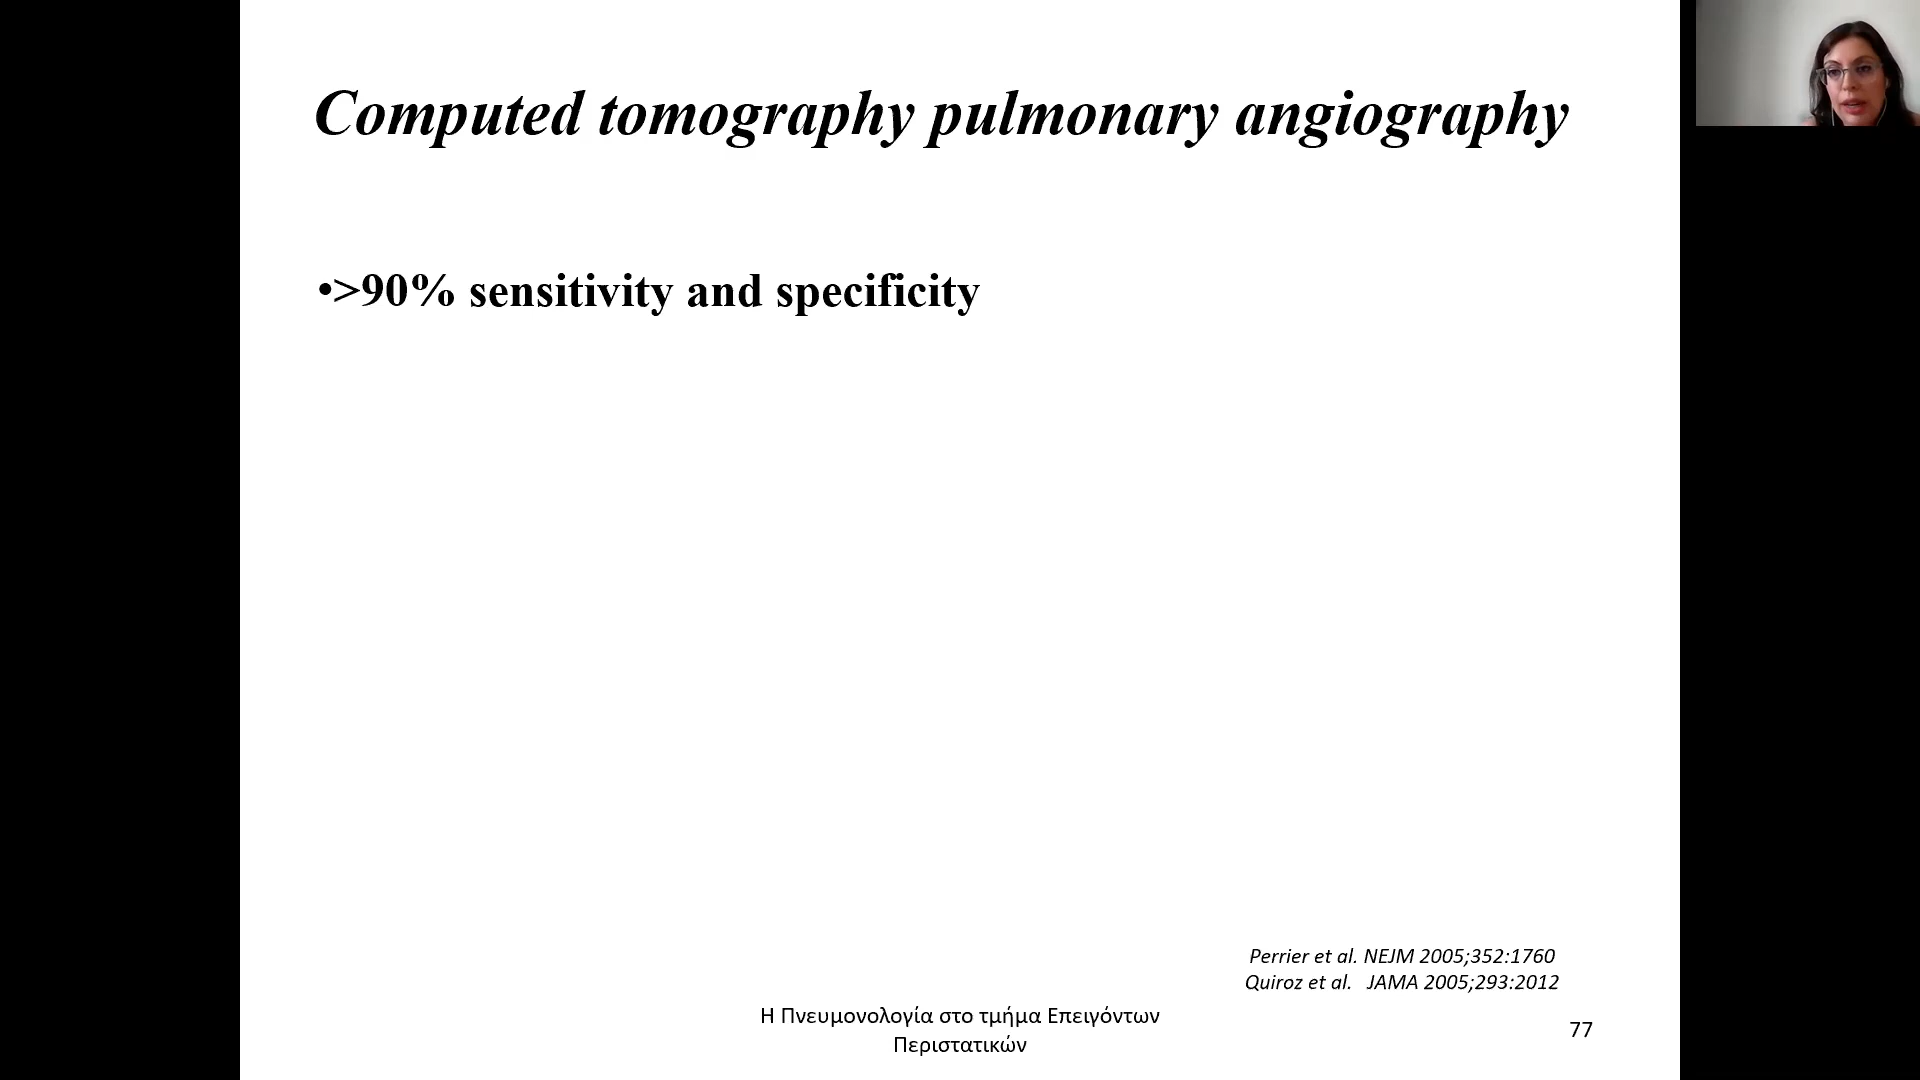 Computed tomography pulmonary angiography
•>90% sensitivity and specificity
Perrier et al. NEJM 2005;352:1760
Quiroz et al. JAMA 2005;293:2012
Η Πνευμονολογία στο τμήμα Επειγόντων
Περιστατικών
77